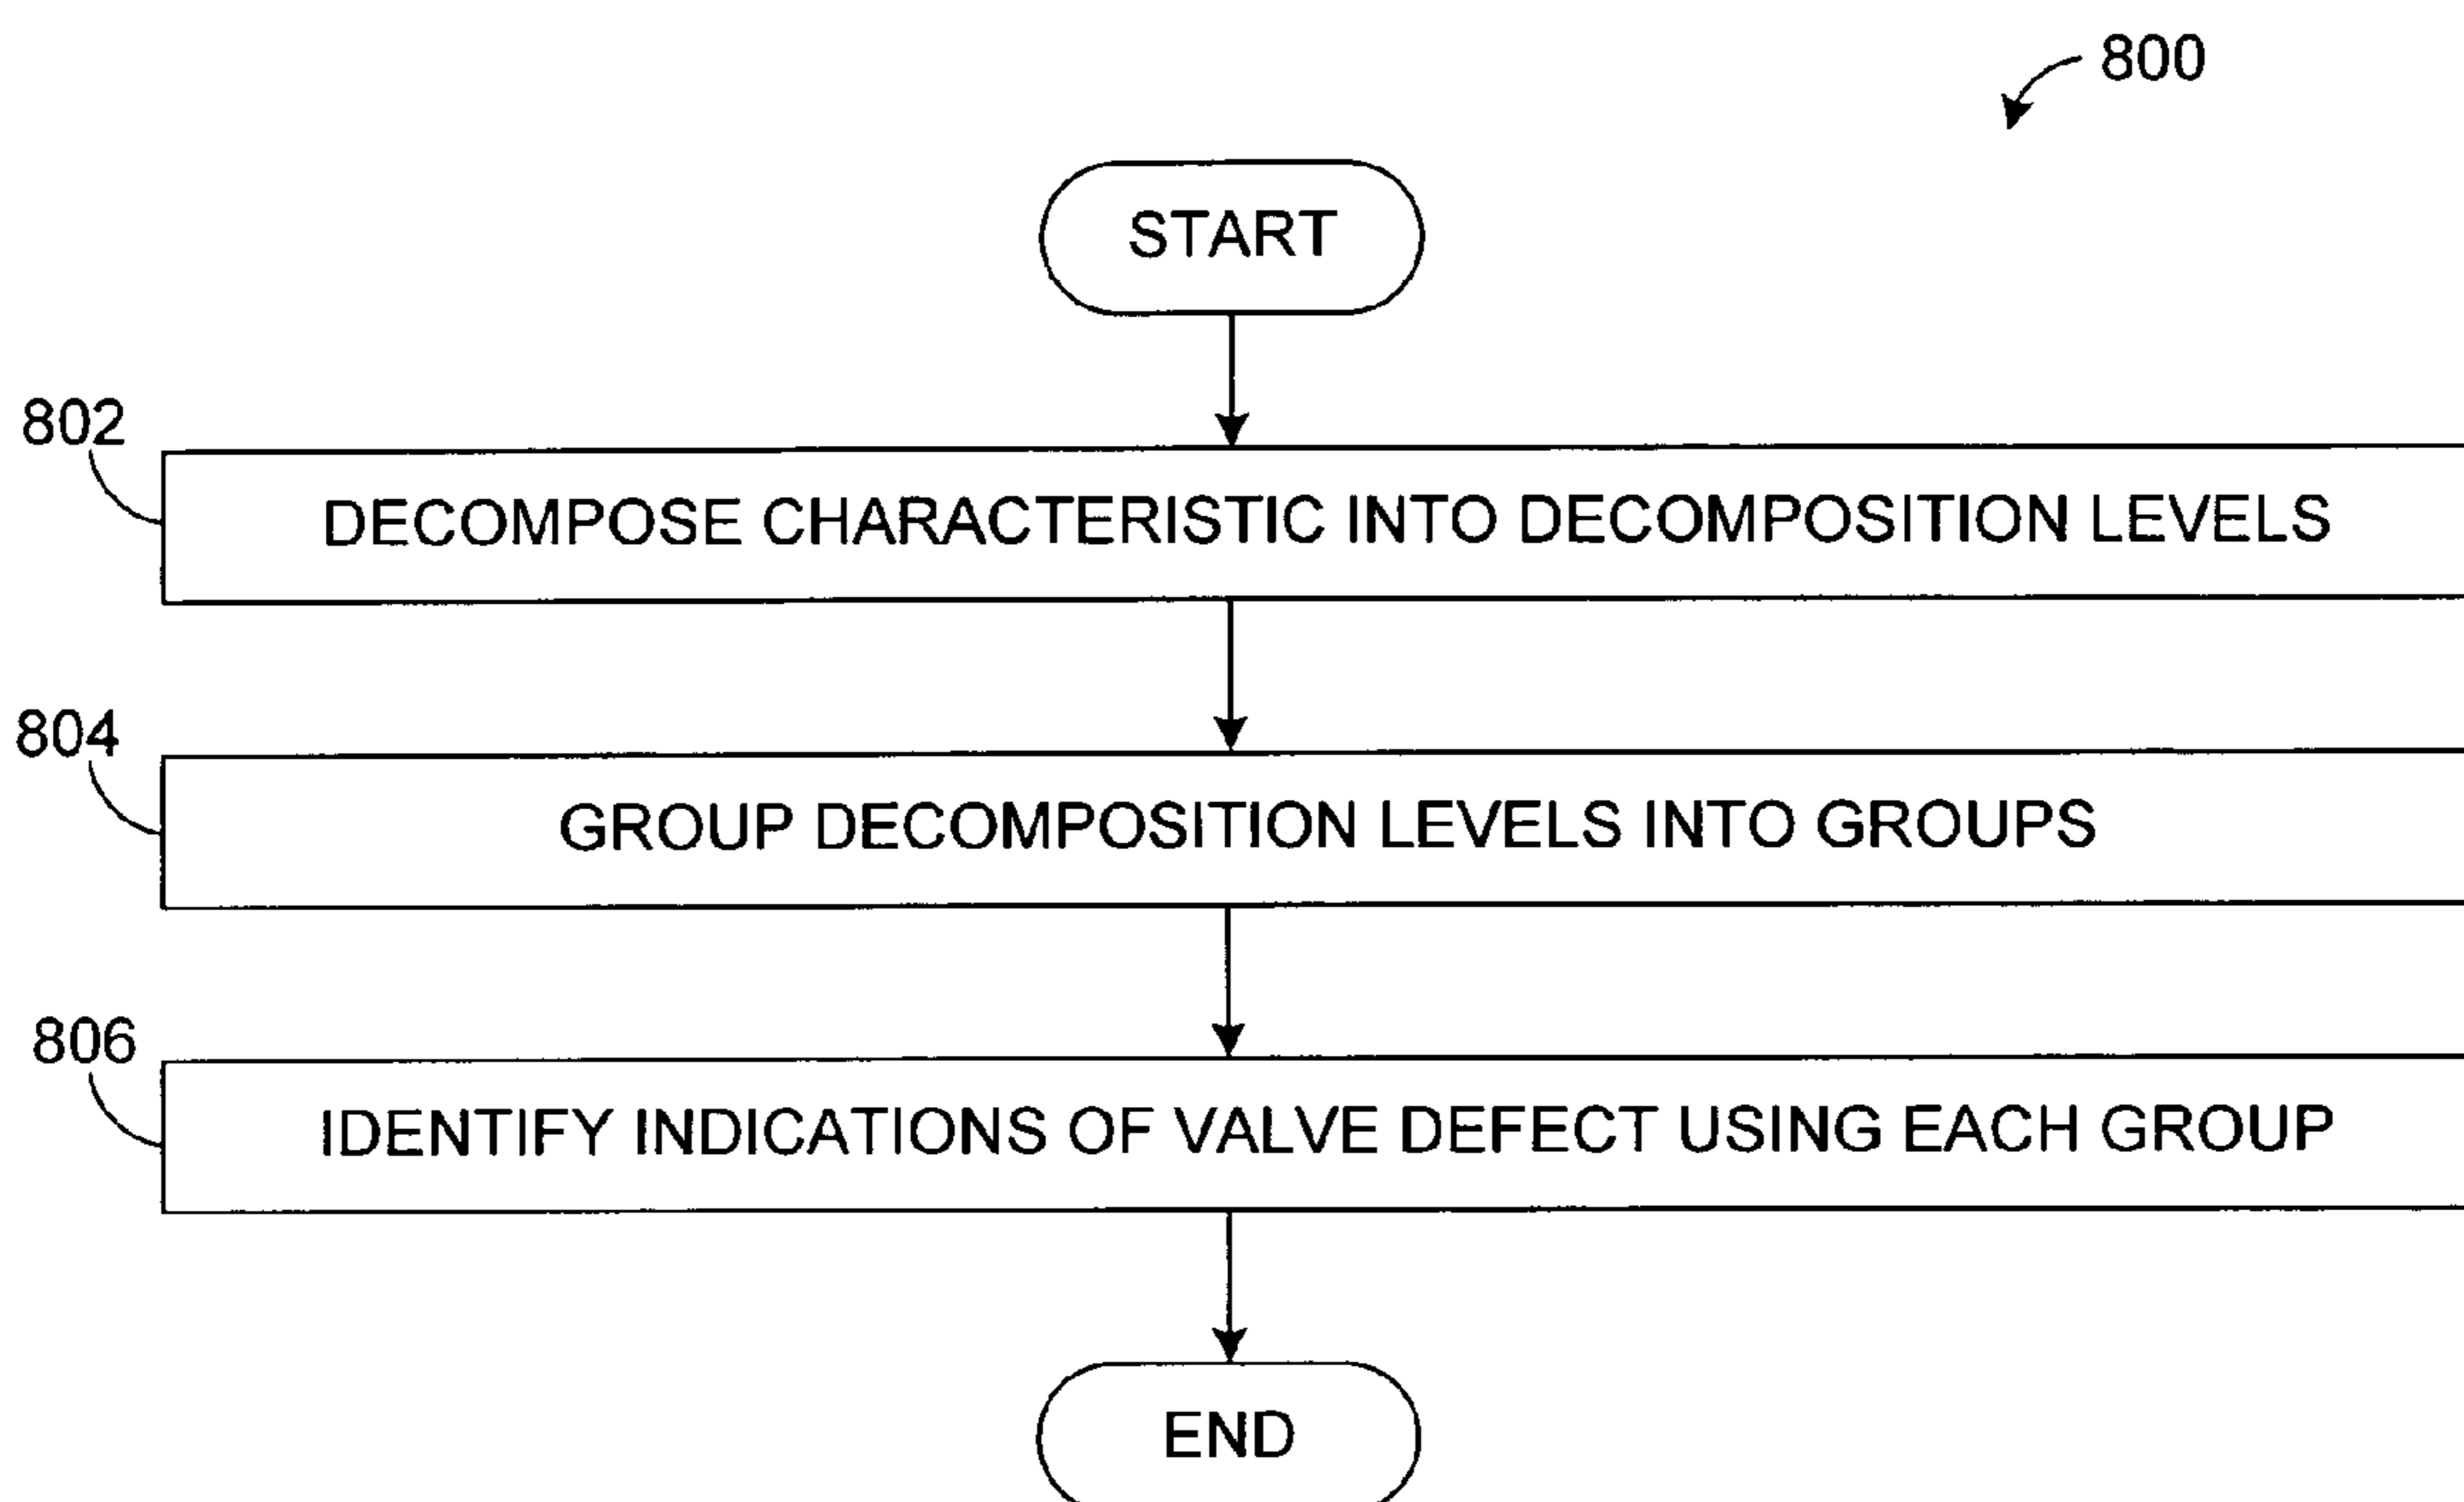 800
START
802
DECOMPOSE CHARACTERISTIC INTO DECOMPOSITION LEVELS
804
GROUP DECOMPOSITION LEVELS INTO GROUPS
806
IDENTIFY INDICATIONS OF VALVE DEFECT USING EACH GROUP
END